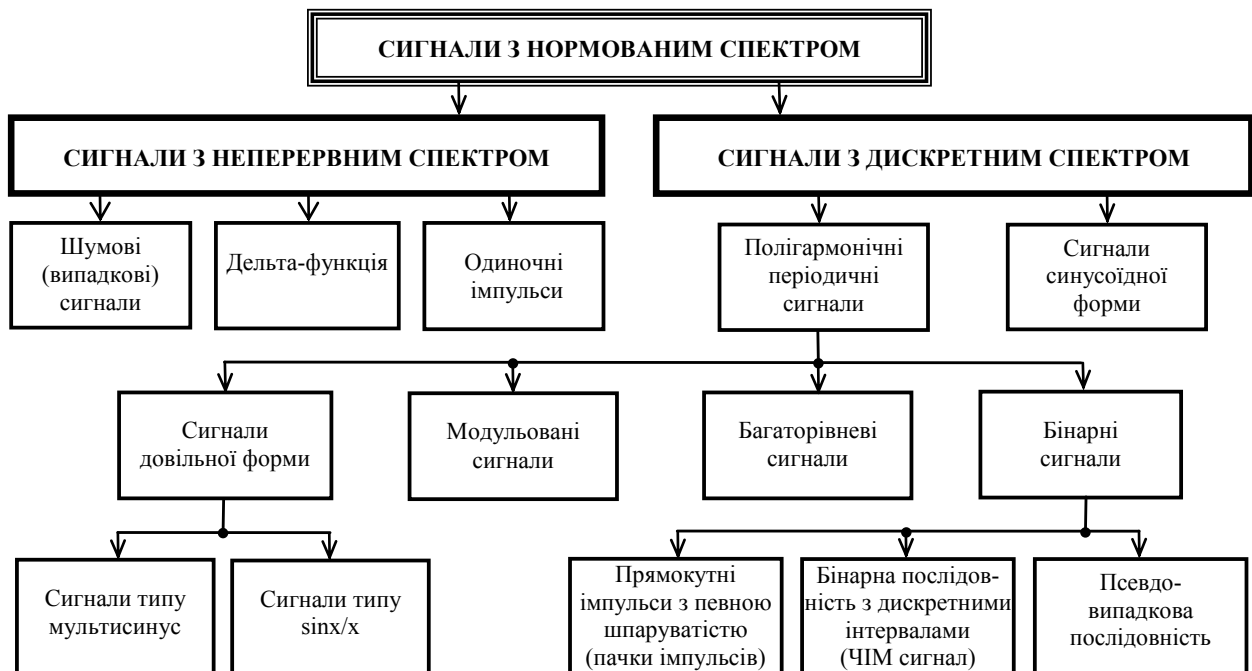 СИГНАЛИ З НОРМОВАНИМ СПЕКТРОМ
СИГНАЛИ З НЕПЕРЕРВНИМ СПЕКТРОМ
СИГНАЛИ З ДИСКРЕТНИМ СПЕКТРОМ
Шумові
(випадкові)
сигнали
Дельта-функція
Одиночні
імпульси
Полігармонічні
періодичні
сигнали
Сигнали
синусоїдної
форми
Сигнали
довільної форми
Модульовані
сигнали
Багаторівневі
сигнали
Бінарні
сигнали
Сигнали типу
мультисинус
Сигнали типу
sinx/x
Прямокутні
імпульси з певною
шпаруватістю
(пачки імпульсів)
Бінарна послідов-
ність з дискретними
інтервалами
(ЧІМ сигнал)
Псевдо-
випадкова
послідовність